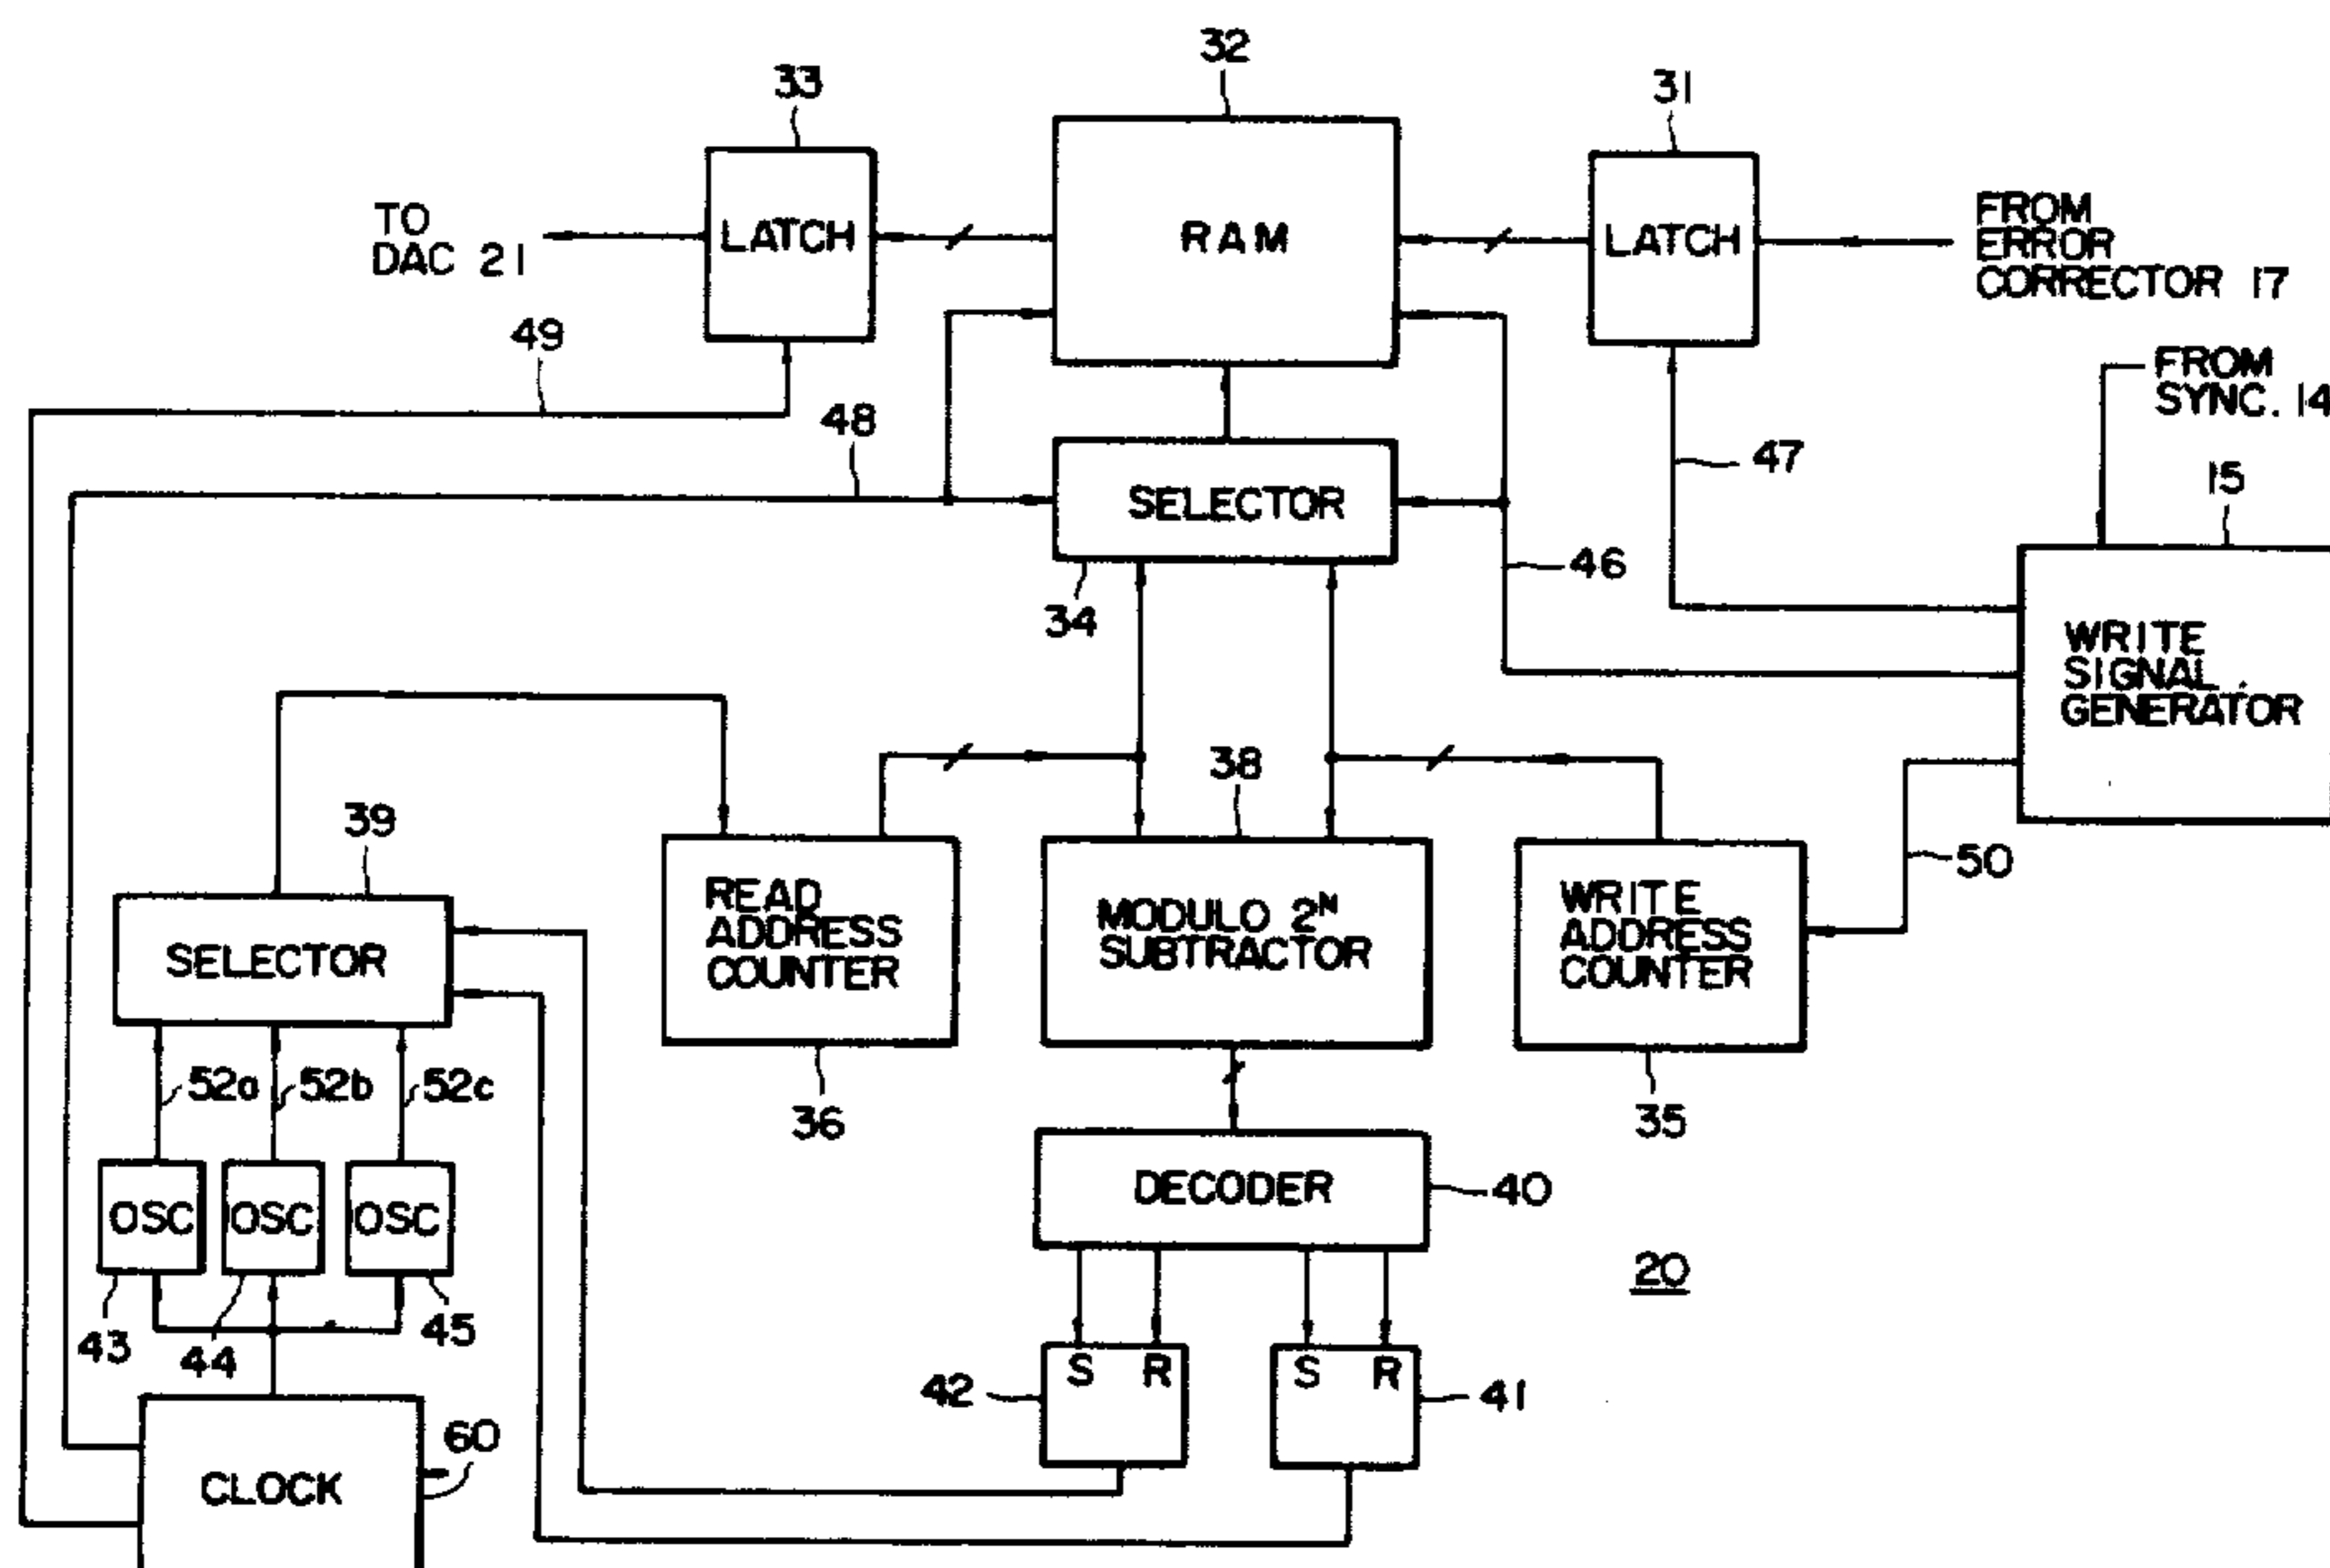 32
33
31
TO
DAC 21
LATCH
RAM
LATCH
FROM
ERROR
CORRECTOR 17
49
48
FROM
SYNC. 14
47
15
SELECTOR
46
34
WRITE
SIGNAL
GENERATOR
38
39
50
READ
ADDRESS
COUNTER
MODULO 2^N
SUBTRACTOR
WRITE
ADDRESS
COUNTER
SELECTOR
52a
52b
52c
36
35
DECODER
40
OSC
OSC
OSC
20
43
44
45
S
R
S
R
42
41
60
CLOCK